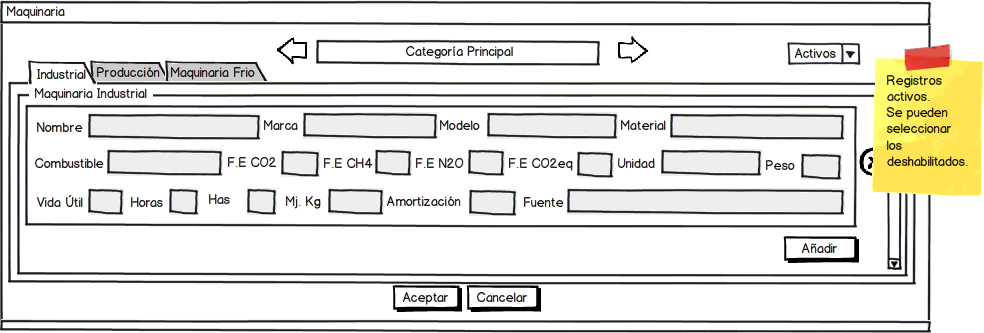 Maquinaria
Categoría Principal
Activos
Industrial Producción Maquinaria Frio
Maquinaria Industrial
Nombre Marca Modelo Material
Combustible F.E CO2 F.E CH4 F.E N2O F.E CO2eq Unidad Peso
Vida Útil Horas Has Mj. Kg Amortización Fuente
Añadir
Aceptar Cancelar
Registros
activos.
Se pueden
seleccionar
los
deshabilitados.